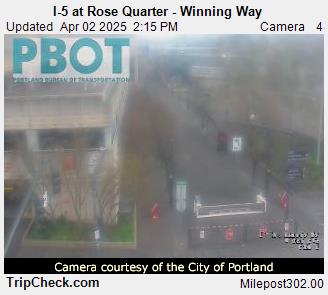 I-5 at Rose Quarter - Winning Way
Updated Apr 02 2025 2:15 PM Camera 4
PBOT
PORTLAND BUREAU OF TRANSPORTATION
Camera courtesy of the City of Portland
TripCheck.com Milepost302.00